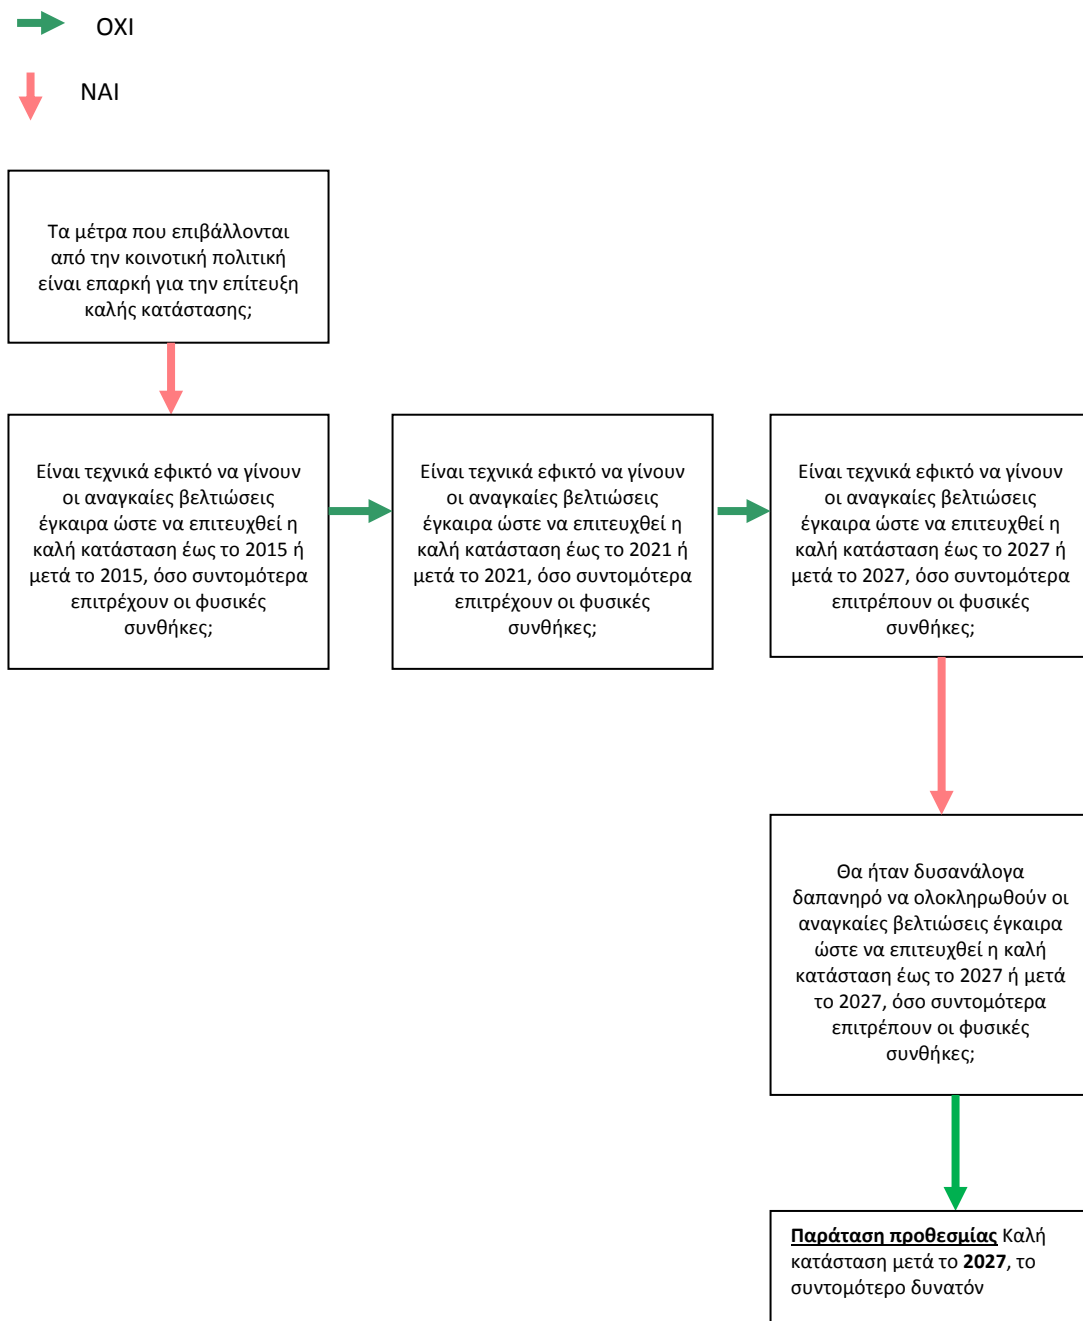 ΟΧΙ
ΝΑΙ
Τα μέτρα που επιβάλλονται
από την κοινοτική πολιτική
είναι επαρκή για την επίτευξη
καλής κατάστασης;
Είναι τεχνικά εφικτό να γίνουν
οι αναγκαίες βελτιώσεις
έγκαιρα ώστε να επιτευχθεί η
καλή κατάσταση έως το 2015 ή
μετά το 2015, όσο συντομότερα
επιτρέχουν οι φυσικές
συνθήκες;
Είναι τεχνικά εφικτό να γίνουν
οι αναγκαίες βελτιώσεις
έγκαιρα ώστε να επιτευχθεί η
καλή κατάσταση έως το 2021 ή
μετά το 2021, όσο συντομότερα
επιτρέχουν οι φυσικές
συνθήκες;
Είναι τεχνικά εφικτό να γίνουν
οι αναγκαίες βελτιώσεις
έγκαιρα ώστε να επιτευχθεί η
καλή κατάσταση έως το 2027 ή
μετά το 2027, όσο συντομότερα
επιτρέπουν οι φυσικές
συνθήκες;
Θα ήταν δυσανάλογα
δαπανηρό να ολοκληρωθούν οι
αναγκαίες βελτιώσεις έγκαιρα
ώστε να επιτευχθεί η καλή
κατάσταση έως το 2027 ή μετά
το 2027, όσο συντομότερα
επιτρέπουν οι φυσικές
συνθήκες;
Παράταση προθεσμίας Καλή
κατάσταση μετά το 2027, το
συντομότερο δυνατόν